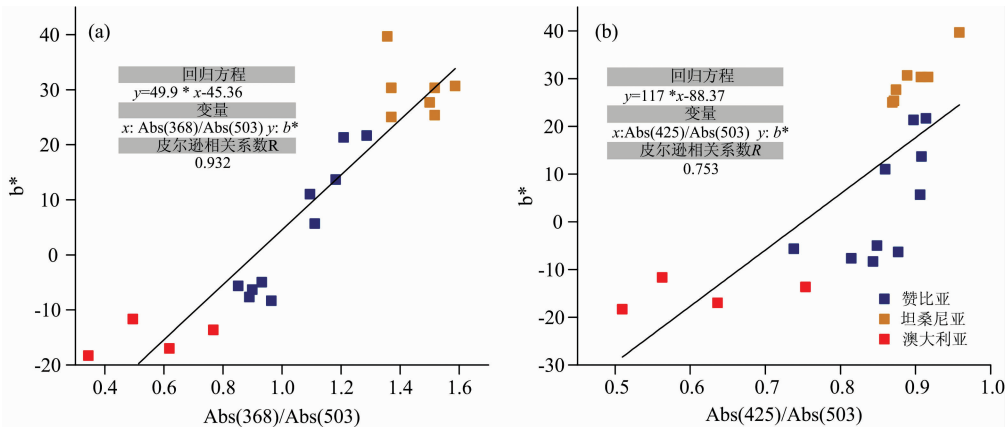 (a)
40
30
20
10
0
-10
-20
b*
回归方程
y=49.9 * x-45.36
变量
x: Abs(368)/Abs(503) y: b*
皮尔逊相关系数R
0.932
0.4 0.6 0.8 1.0 1.2 1.4 1.6
Abs(368)/Abs(503)
(b)
40
30
20
10
0
-10
-20
-30
b*
回归方程
y=117 *x-88.37
变量
x:Abs(425)/Abs(503) y: b*
皮尔逊相关系数R
0.753
赞比亚
坦桑尼亚
澳大利亚
0.5 0.6 0.7 0.8 0.9 1.0
Abs(425)/Abs(503)